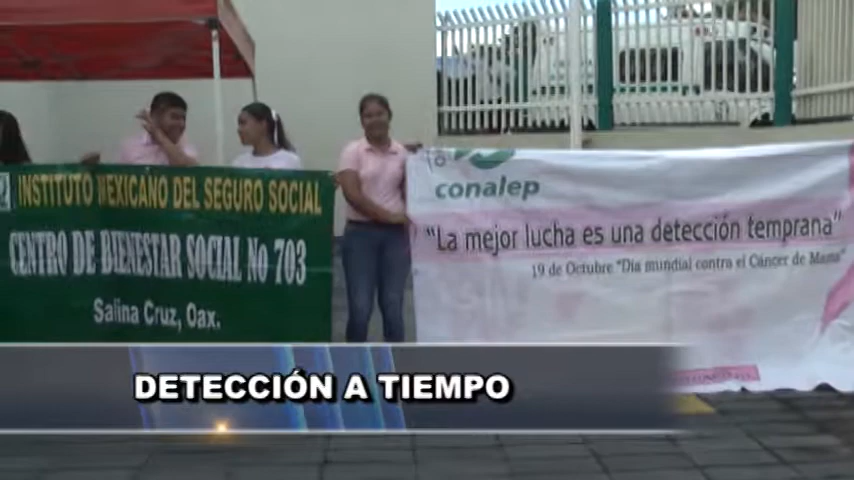 INSTITUTO MEXICANO DEL SEGURO SOCIAL
CENTRO DE BIENESTAR SOCIAL No 703
Salina Cruz, Oax.
conalep
"La mejor lucha es una detección temprana"
19 de Octubre "Dia mundial contra el Cáncer de Mama"
DETECCIÓN A TIEMPO